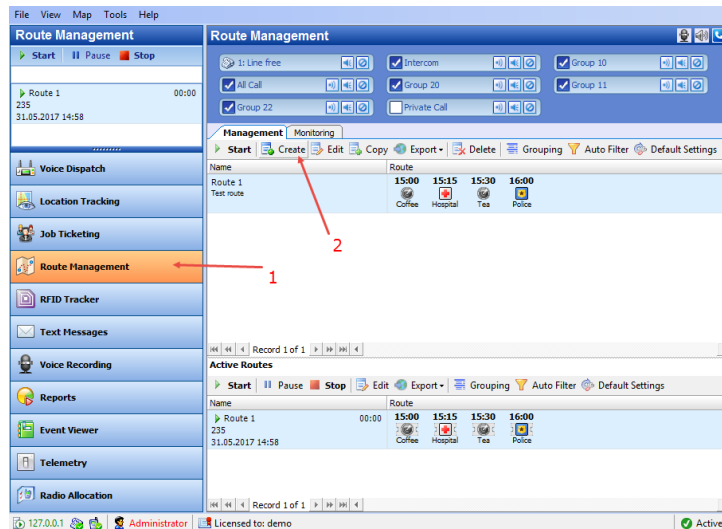 File View Map Tools Help
Route Management
Start Pause Stop
Route 1 00:00
235
31.05.2017 14:58
Voice Dispatch
Location Tracking
Job Ticketing
Route Management
RFID Tracker
Text Messages
Voice Recording
Reports
Event Viewer
Telemetry
Radio Allocation
Route Management
1: Line free Intercom Group 10
All Call Group 20 Group 11
Group 22 Private Call
Management Monitoring
Start Create Edit Copy Export Delete Grouping Auto Filter Default Settings
Name Route
Route 1 15:00 15:15 15:30 16:00
Test route Coffee Hospital Tea Police
2
1
Record 1 of 1
Active Routes
Start Pause Stop Edit Export Grouping Auto Filter Default Settings
Name Route
Route 1 00:00 15:00 15:15 15:30 16:00
235
31.05.2017 14:58 Coffee Hospital Tea Police
Record 1 of 1
127.0.0.1 Administrator Licensed to: demo Active